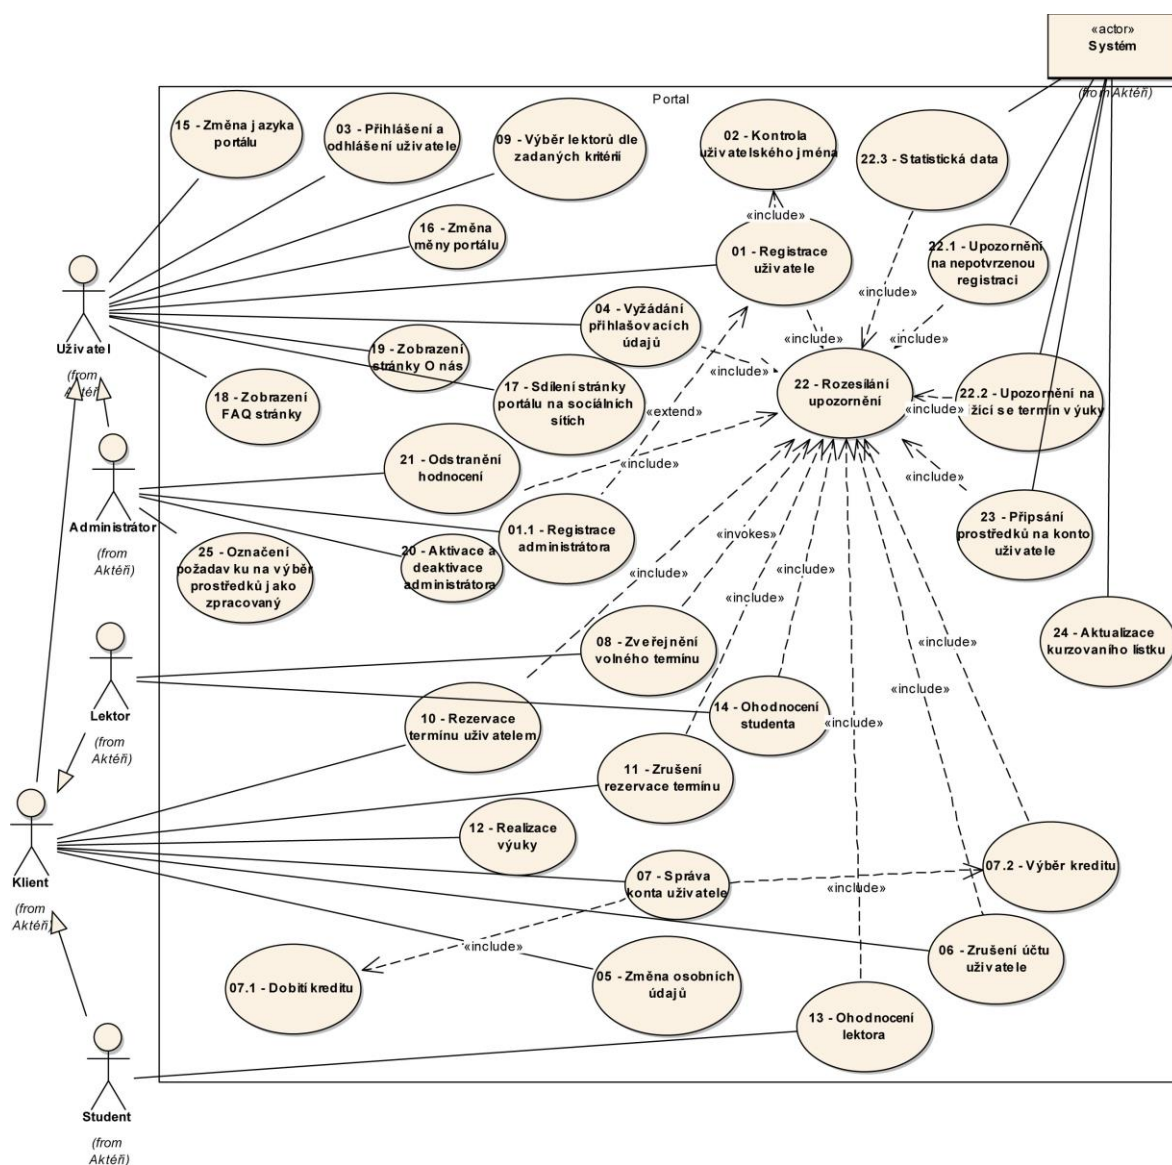 «actor»
Systém
(from Aktéři)
Portal
15 - Změna jazyka
portálu
03 - Přihlášení a
odhlášení uživatele
09 - Výběr lektorů dle
zadaných kritérií
02 - Kontrola
uživatelského jména
22.3 - Statistická data
«include»
16 - Změna
měny portálu
01 - Registrace
uživatele
22.1 - Upozornění
na nepotvrzenou
registraci
Uživatel
(from
Aktéři)
04 - Vyžádání
přihlašovacích
údajů
«include»
«include»
«include»
19 - Zobrazení
stránky O nás
«include»
18 - Zobrazení
FAQ stránky
17 - Sdílení stránky
portálu na sociálních
sítích
«extend»
22 - Rozesílání
upozornění
«include»
22.2 - Upozornění na
žící se termín výuky
21 - Odstranění
hodnocení
«include»
Administrátor
(from
Aktéři)
25 - Označení
požadavku na výběr
prostředků jako
zpracovaný
20 - Aktivace a
deaktivace
administrátora
01.1 - Registrace
administrátora
«invokes»
23 - Připsání
prostředků na konto
uživatele
«include»
«include»
«include»
«include»
Lektor
(from
Aktéři)
08 - Zveřejnění
volného termínu
24 - Aktualizace
kurzovaního lístku
«include»
10 - Rezervace
termínu uživatelem
14 - Ohodnocení
studenta
«include»
11 - Zrušení
rezervace termínu
Klient
(from
Aktéři)
12 - Realizace
výuky
07 - Správa
konta uživatele
«include»
07.2 - Výběr kreditu
«include»
07.1 - Dobití kreditu
05 - Změna osobních
údajů
06 - Zrušení účtu
uživatele
13 - Ohodnocení
lektora
Student
(from
Aktéři)